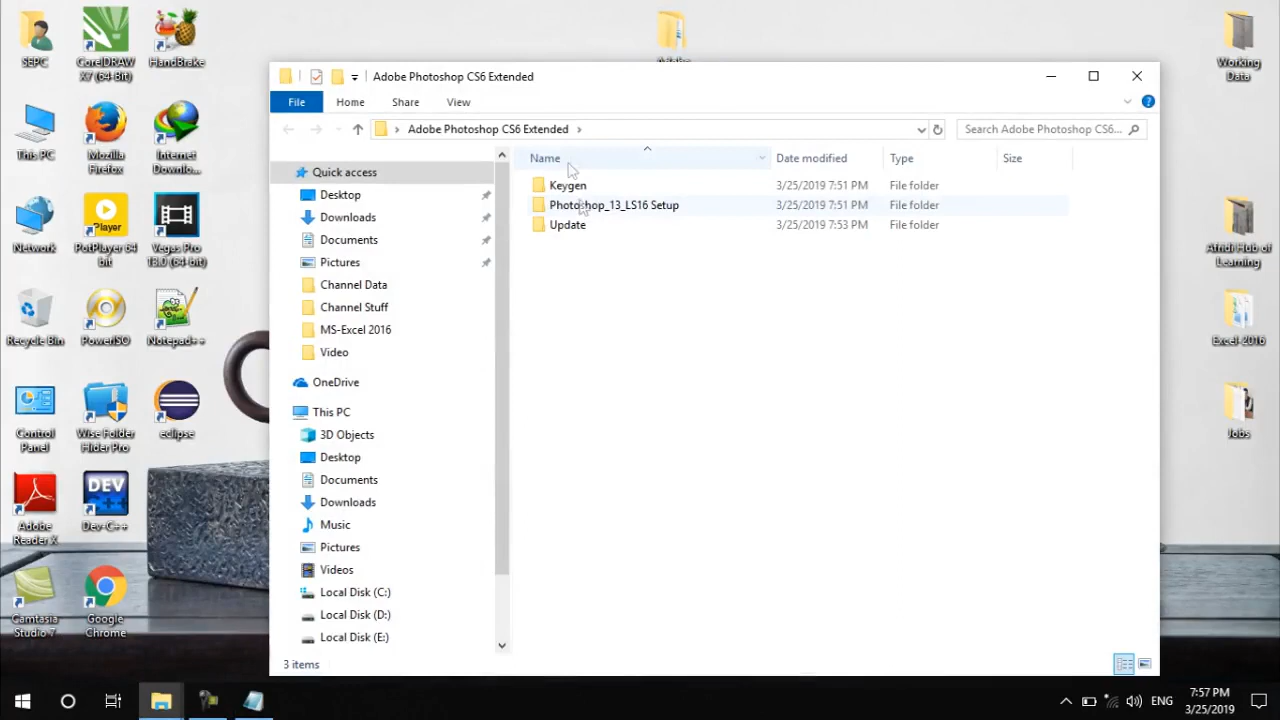 SEPC
CorelDRAW X7 (64-Bit)
HandBrake
This PC
Mozilla Firefox
Internet Downlo...
Network
PotPlayer 64 bit
Vegas Pro 13.0 (64-bit)
Recycle Bin
PowerISO
Notepad++
Control Panel
Wise Folder Hider Pro
eclipse
DEV
C++
Adobe Reader X
Dev-C++
Camtasia Studio 7
Google Chrome
Adobe
Working Data
Afridi Hub of Learning
Excel-2016
Jobs
Adobe Photoshop CS6 Extended
File Home Share View
Adobe Photoshop CS6 Extended
Search Adobe Photoshop CS6...
Name Date modified Type Size
Keygen 3/25/2019 7:51 PM File folder
Photoshop_13_LS16 Setup 3/25/2019 7:51 PM File folder
Update 3/25/2019 7:53 PM File folder
Quick access
Desktop
Downloads
Documents
Pictures
Channel Data
Channel Stuff
MS-Excel 2016
Video
OneDrive
This PC
3D Objects
Desktop
Documents
Downloads
Music
Pictures
Videos
Local Disk (C:)
Local Disk (D:)
Local Disk (E:)
3 items
ENG
7:57 PM
3/25/2019